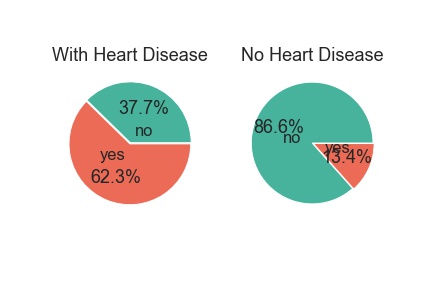 With Heart Disease
37.7%
no
yes
62.3%
No Heart Disease
86.6%
no
yes
13.4%